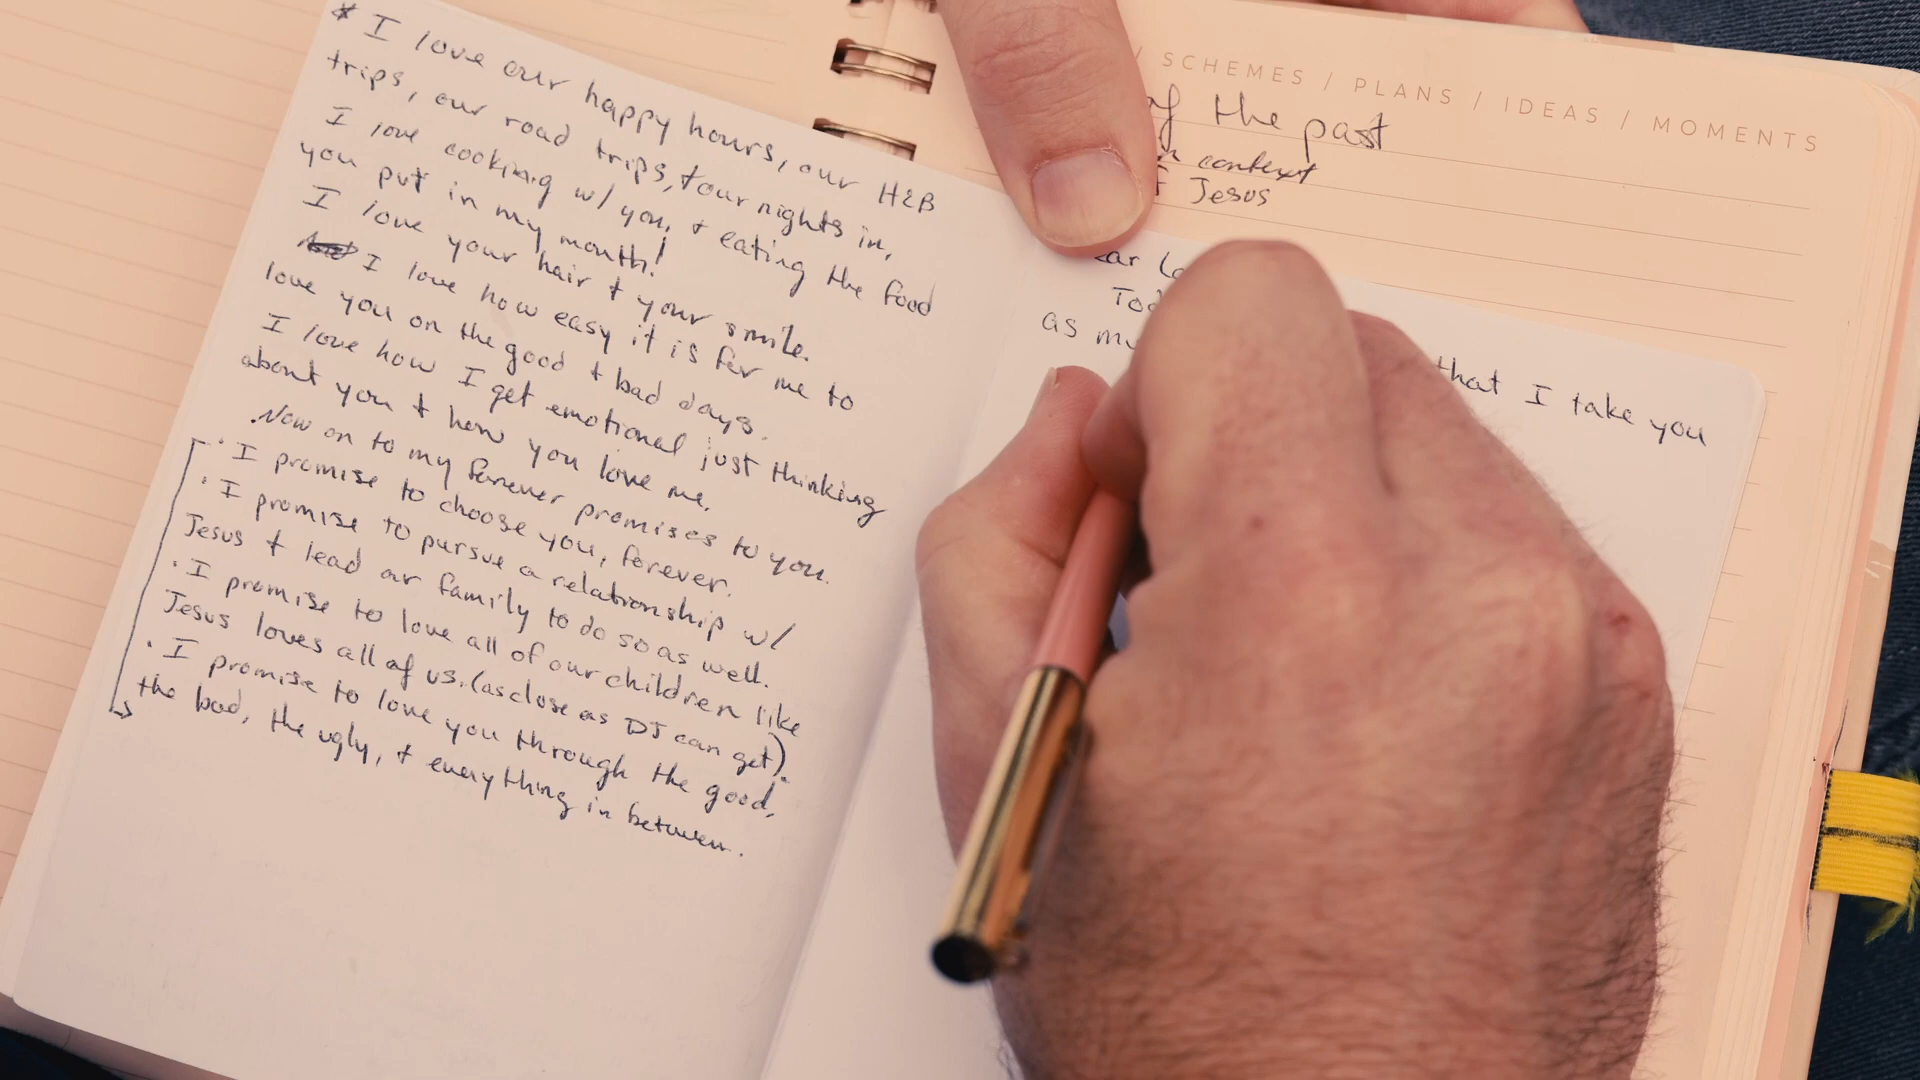 * I love our happy hours, our HEB
trips, our road trips, + our nights in,
I love cooking w/ you, + eating the food
you put in my mouth!
I love your hair + your smile.
I love how easy it is for me to
love you on the good + bad days.
I love how I get emotional just thinking
about you + how you love me.
Now on to my forever promises to you.
· I promise to choose you, forever.
· I promise to pursue a relationship w/
Jesus + lead our family to do so as well.
· I promise to love all of our children like
Jesus loves all of us. (as close as DJ can get).
· I promise to love you through the good,
the bad, the ugly, + everything in between.
/ SCHEMES / PLANS / IDEAS / MOMENTS
of the past
context
Jesus
as
that I take you